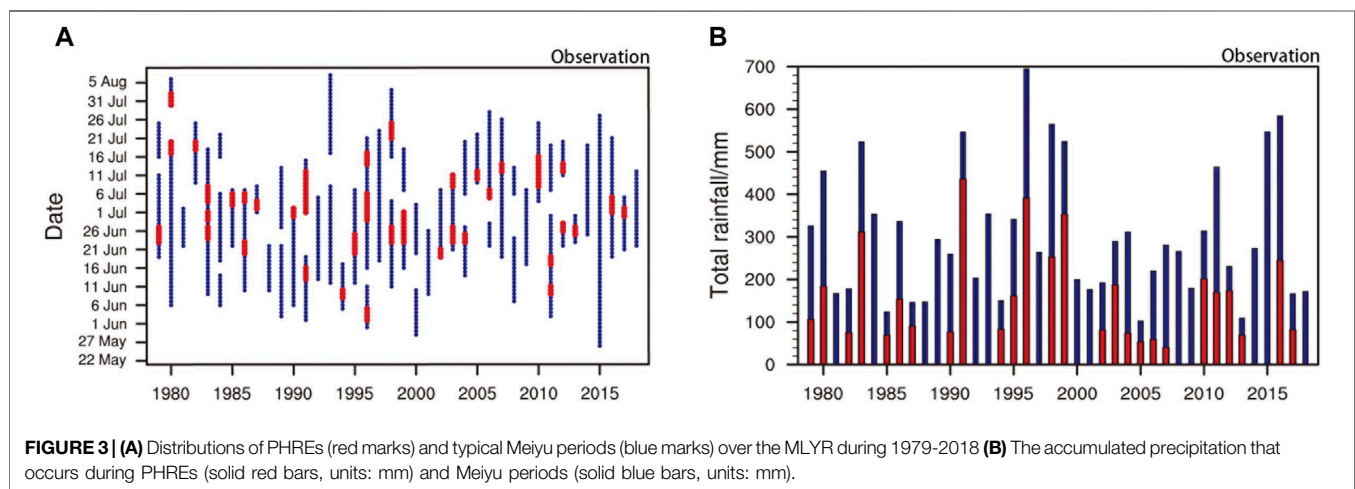 A
Observation
5 Aug
31 Jul
26 Jul
21 Jul
16 Jul
11 Jul
6 Jul
1 Jul
26 Jun
21 Jun
16 Jun
11 Jun
6 Jun
1 Jun
27 May
22 May
Date
1980 1985 1990 1995 2000 2005 2010 2015
B
Observation
700
600
500
400
300
200
100
0
Total rainfall/mm
1980 1985 1990 1995 2000 2005 2010 2015
FIGURE 3 | (A) Distributions of PHREs (red marks) and typical Meiyu periods (blue marks) over the MLYR during 1979-2018 (B) The accumulated precipitation that
occurs during PHREs (solid red bars, units: mm) and Meiyu periods (solid blue bars, units: mm).